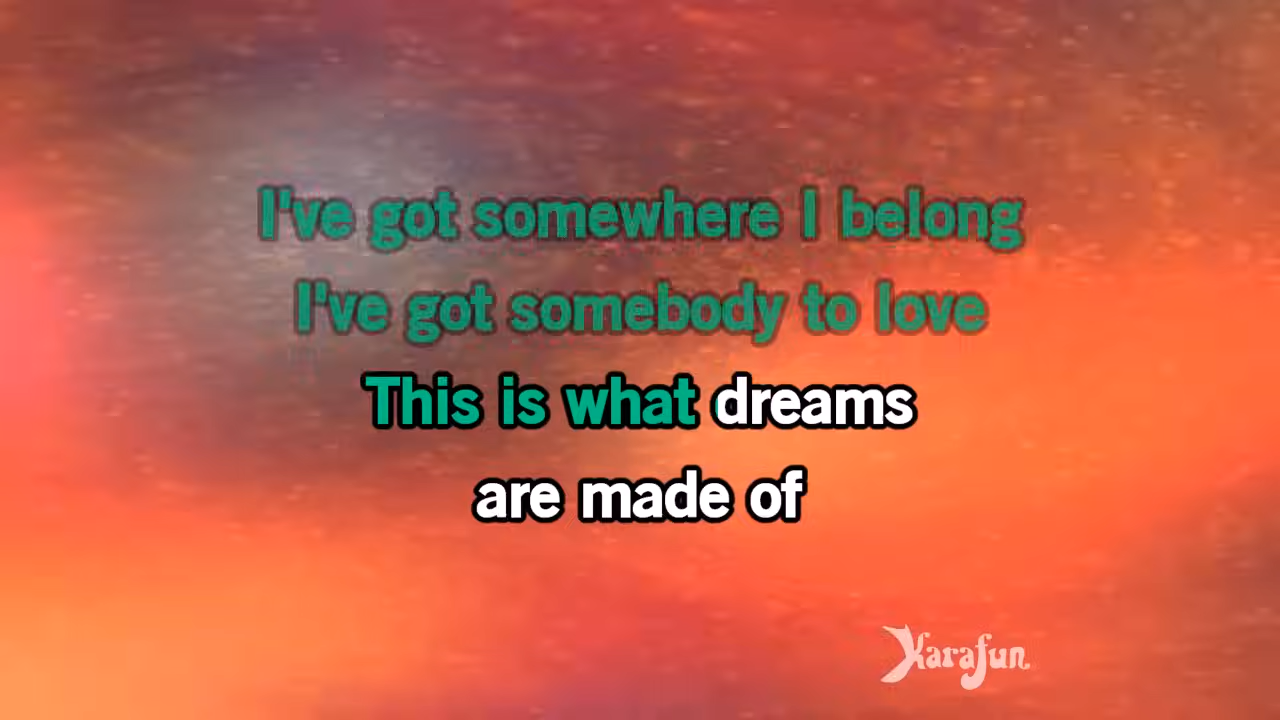 I've got somewhere I belong
I've got somebody to love
This is what dreams
are made of
Karafun